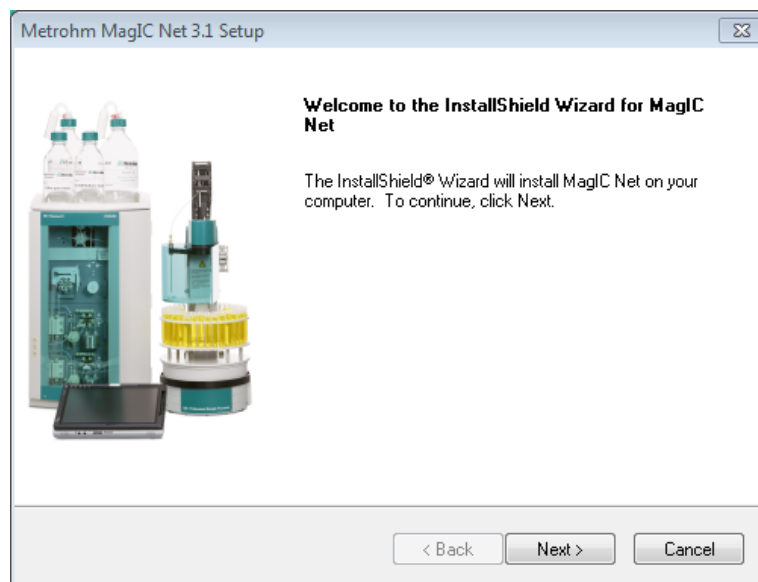 Metrohm MagIC Net 3.1 Setup
Welcome to the InstallShield Wizard for MagIC
Net
The InstallShield® Wizard will install MagIC Net on your
computer.  To continue, click Next.
< Back
Next >
Cancel